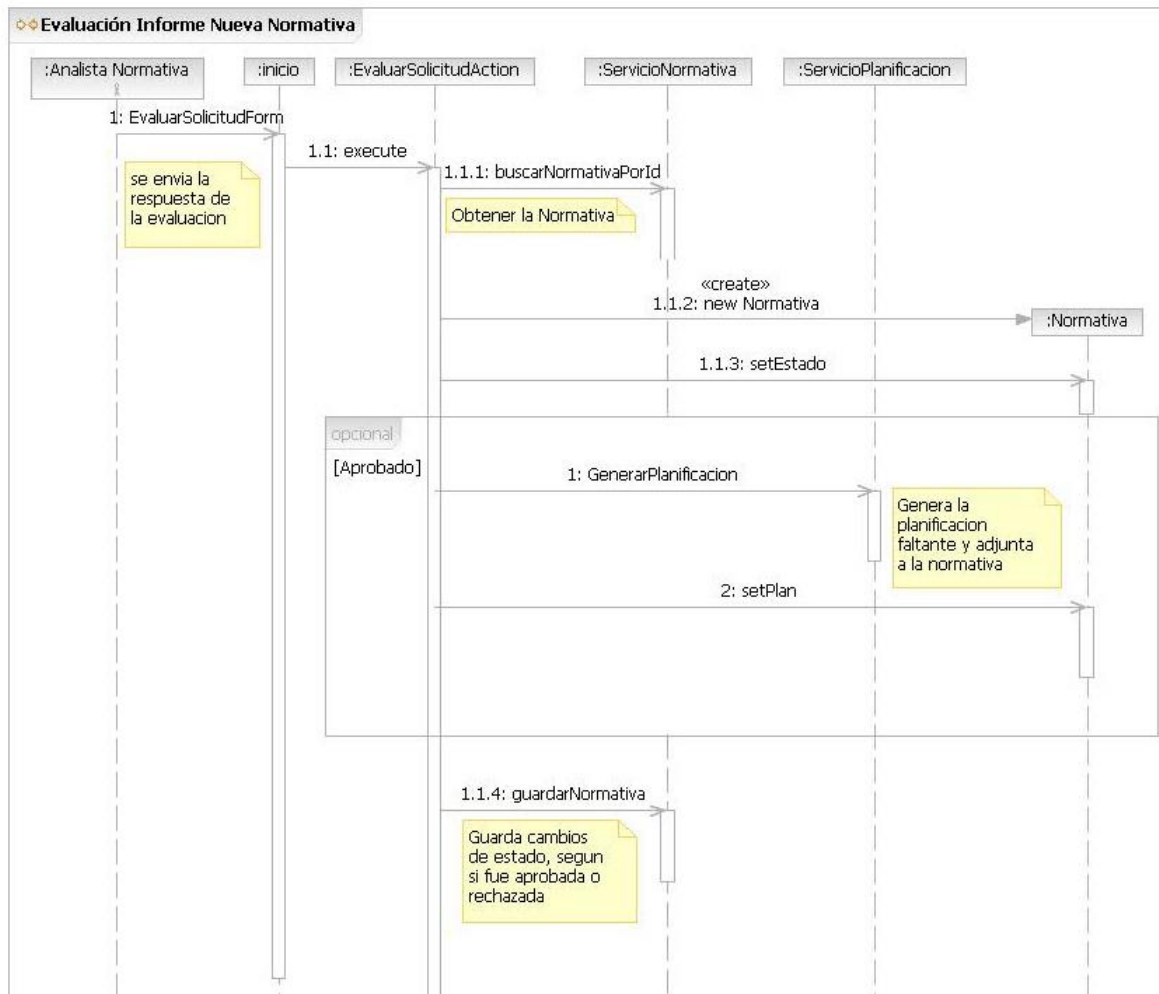 Evaluación Informe Nueva Normativa
:Analista Normativa
:inicio
:EvaluarSolicitudAction
:ServicioNormativa
:ServicioPlanificacion
1: EvaluarSolicitudForm
1.1: execute
se envia la
respuesta de
la evaluacion
1.1.1: buscarNormativaPorId
Obtener la Normativa
«create»
1.1.2: new Normativa
:Normativa
1.1.3: setEstado
opcional
[Aprobado]
1: GenerarPlanificacion
Genera la
planificacion
faltante y adjunta
a la normativa
2: setPlan
1.1.4: guardarNormativa
Guarda cambios
de estado, segun
si fue aprobada o
rechazada